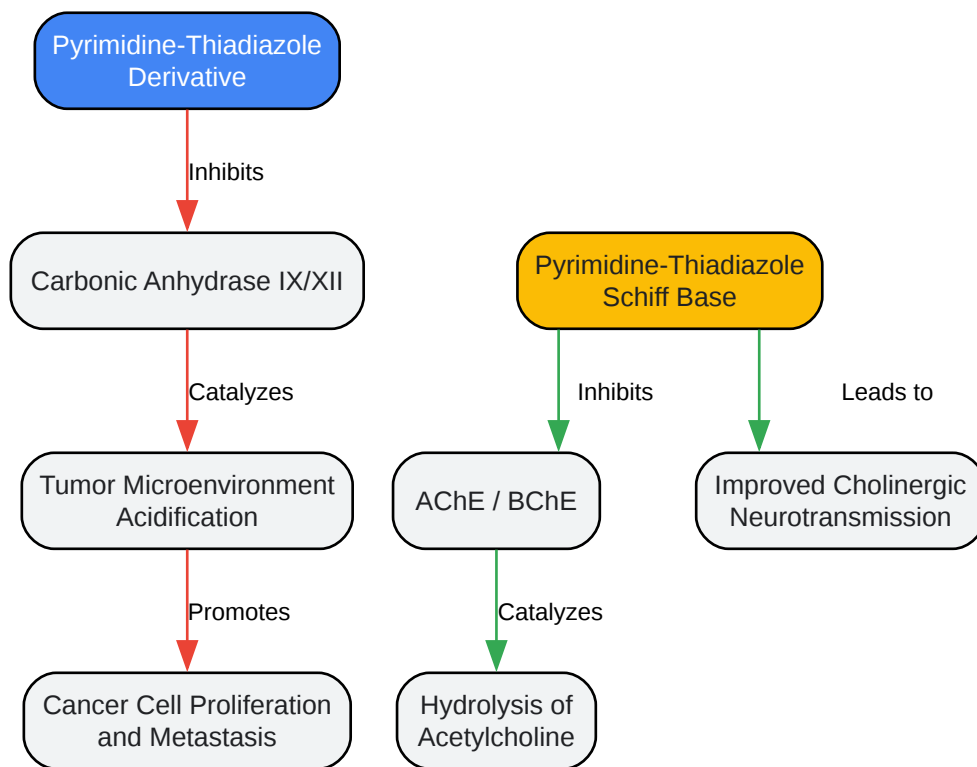 Pyrimidine-Thiadiazole
Derivative
Inhibits
Carbonic Anhydrase IX/XII
Catalyzes
Tumor Microenvironment
Acidification
Promotes
Cancer Cell Proliferation
and Metastasis
Pyrimidine-Thiadiazole
Schiff Base
Inhibits
Leads to
AChE / BChE
Improved Cholinergic
Neurotransmission
Catalyzes
Hydrolysis of
Acetylcholine